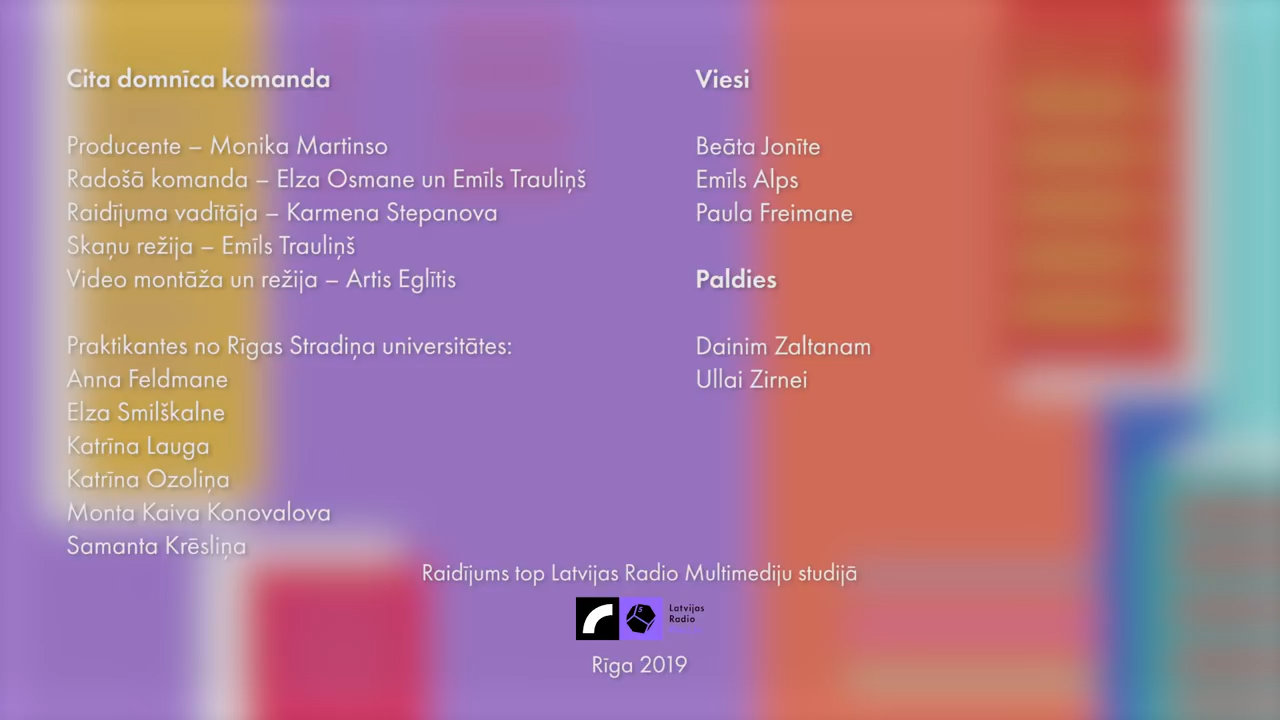 Cita domnīca komanda
Producente – Monika Martinso
Radošā komanda – Elza Osmane un Emīls Trauliņš
Raidījuma vadītāja – Karmena Stepanova
Skaņu režija – Emīls Trauliņš
Video montāža un režija – Artis Eglītis
Praktikantes no Rīgas Stradiņa universitātes:
Anna Feldmane
Elza Smilškalne
Katrīna Lauga
Katrīna Ozoliņa
Monta Kaiva Konovalova
Samanta Krēsliņa
Viesi
Beāta Jonīte
Emīls Alps
Paula Freimane
Paldies
Dainim Zaltanam
Ullai Zirnei
Raidījums top Latvijas Radio Multimediju studijā
5
Latvijas
Radio
Rīga 2019